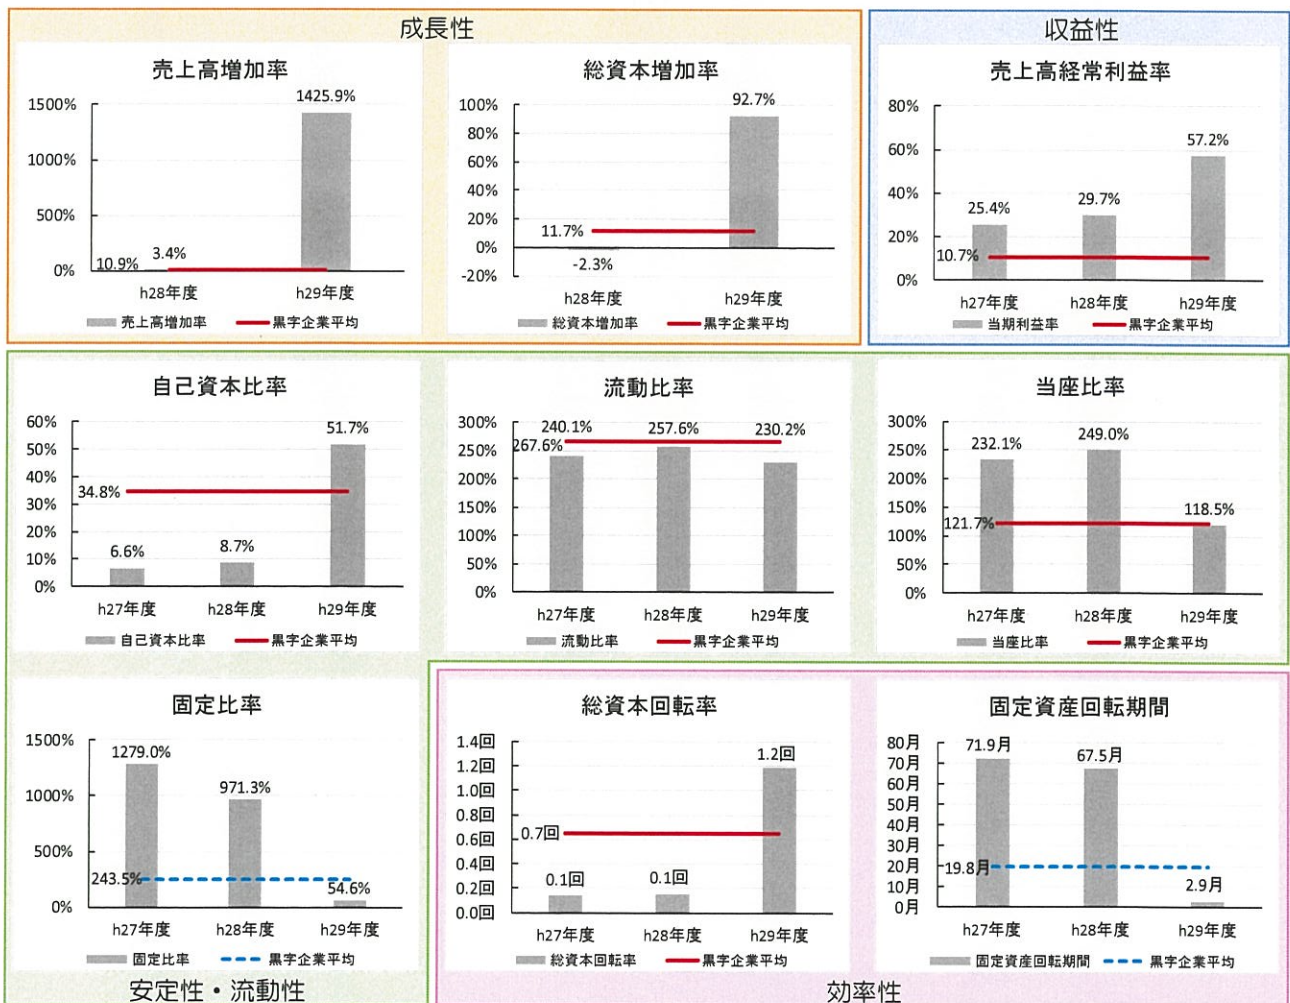 成長性
売上高増加率
1500%
1000%
500%
0%
10.9%
3.4%
1425.9%
h28年度
h29年度
売上高増加率
黒字企業平均
総資本増加率
100%
80%
60%
40%
20%
0%
-20%
11.7%
-2.3%
92.7%
h28年度
h29年度
総資本増加率
黒字企業平均
収益性
売上高経常利益率
80%
60%
40%
20%
0%
10.7%
25.4%
29.7%
57.2%
h27年度
h28年度
h29年度
当期利益率
黒字企業平均
自己資本比率
60%
50%
40%
30%
20%
10%
0%
34.8%
6.6%
8.7%
51.7%
h27年度
h28年度
h29年度
自己資本比率
黒字企業平均
流動比率
300%
250%
200%
150%
100%
50%
0%
267.6%
240.1%
257.6%
230.2%
h27年度
h28年度
h29年度
流動比率
黒字企業平均
当座比率
300%
250%
200%
150%
100%
50%
0%
121.7%
232.1%
249.0%
118.5%
h27年度
h28年度
h29年度
当座比率
黒字企業平均
固定比率
1500%
1000%
500%
0%
243.5%
1279.0%
971.3%
54.6%
h27年度
h28年度
h29年度
固定比率
黒字企業平均
安定性・流動性
総資本回転率
1.4回
1.2回
1.0回
0.8回
0.6回
0.4回
0.2回
0.0回
0.7回
0.1回
0.1回
1.2回
h27年度
h28年度
h29年度
総資本回転率
黒字企業平均
固定資産回転期間
80月
70月
60月
50月
40月
30月
20月
10月
0月
19.8月
71.9月
67.5月
2.9月
h27年度
h28年度
h29年度
固定資産回転期間
黒字企業平均
効率性